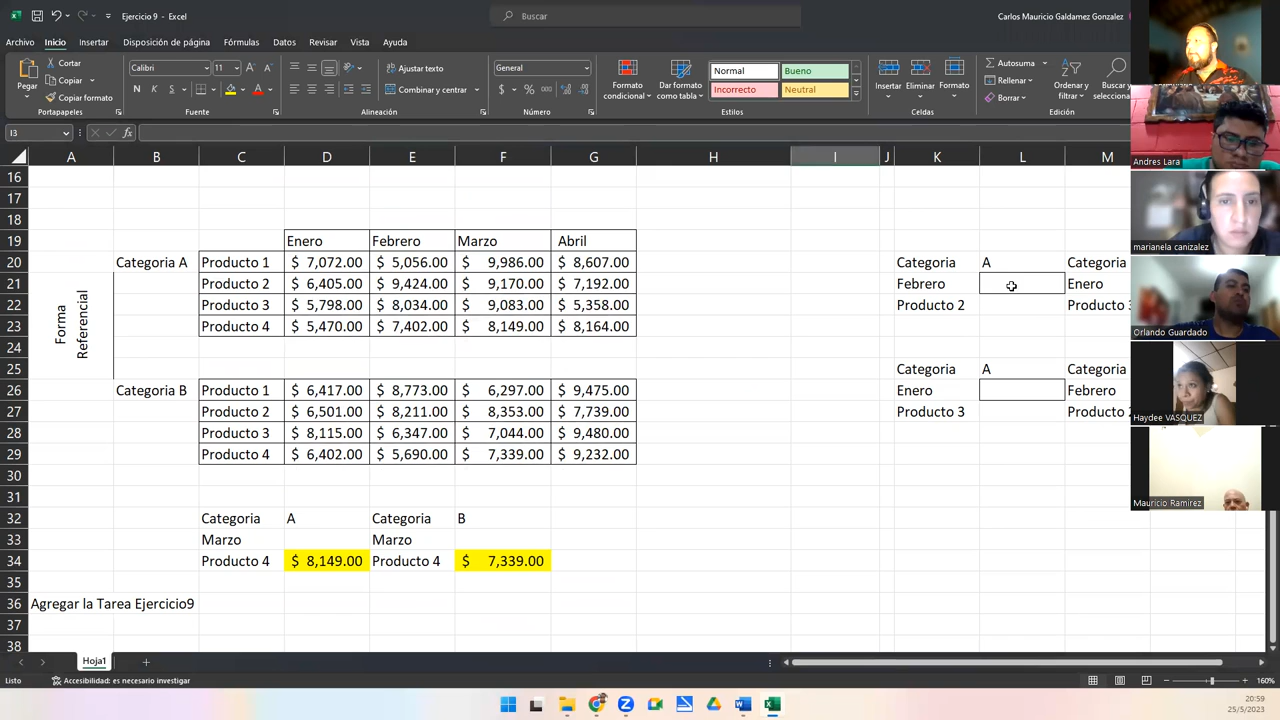 Ejercicio 9 - Excel
Buscar
Carlos Mauricio Galdamez Gonzalez
Archivo Inicio Insertar Disposición de página Fórmulas Datos Revisar Vista Ayuda
Pegar
Cortar
Copiar
Copiar formato
Portapapeles
Calibri 11
N K S
Fuente
Ajustar texto
Combinar y centrar
Alineación
General
Número
Formato condicional
Dar formato como tabla
Normal Bueno
Incorrecto Neutral
Estilos
Insertar Eliminar Formato
Celdas
Autosuma
Rellenar
Borrar
Ordenar y filtrar
Buscar y
selecciona
Edición
I3 fx
A B C D E F G H I J K L M
16
17
18
19 Enero Febrero Marzo Abril
20 Categoria A Producto 1 $ 7,072.00 $ 5,056.00 $ 9,986.00 $ 8,607.00 Categoria A Categoria
21 Producto 2 $ 6,405.00 $ 9,424.00 $ 9,170.00 $ 7,192.00 Febrero Enero
22 Producto 3 $ 5,798.00 $ 8,034.00 $ 9,083.00 $ 5,358.00 Producto 2 Producto
23 Producto 4 $ 5,470.00 $ 7,402.00 $ 8,149.00 $ 8,164.00
Forma
Referencial
24
25 Categoria A Categoria
26 Categoria B Producto 1 $ 6,417.00 $ 8,773.00 $ 6,297.00 $ 9,475.00 Enero Febrero
27 Producto 2 $ 6,501.00 $ 8,211.00 $ 8,353.00 $ 7,739.00 Producto 3 Producto
28 Producto 3 $ 8,115.00 $ 6,347.00 $ 7,044.00 $ 9,480.00
29 Producto 4 $ 6,402.00 $ 5,690.00 $ 7,339.00 $ 9,232.00
30
31
32 Categoria A Categoria B
33 Marzo Marzo
34 Producto 4 $ 8,149.00 Producto 4 $ 7,339.00
35
36 Agregar la Tarea Ejercicio9
37
38
Andres Lara
marianela canizalez
Orlando Guardado
Haydee VASQUEZ
Mauricio Ramirez
Hoja1
Listo
Accesibilidad: es necesario investigar
160%
20:59
25/5/2023